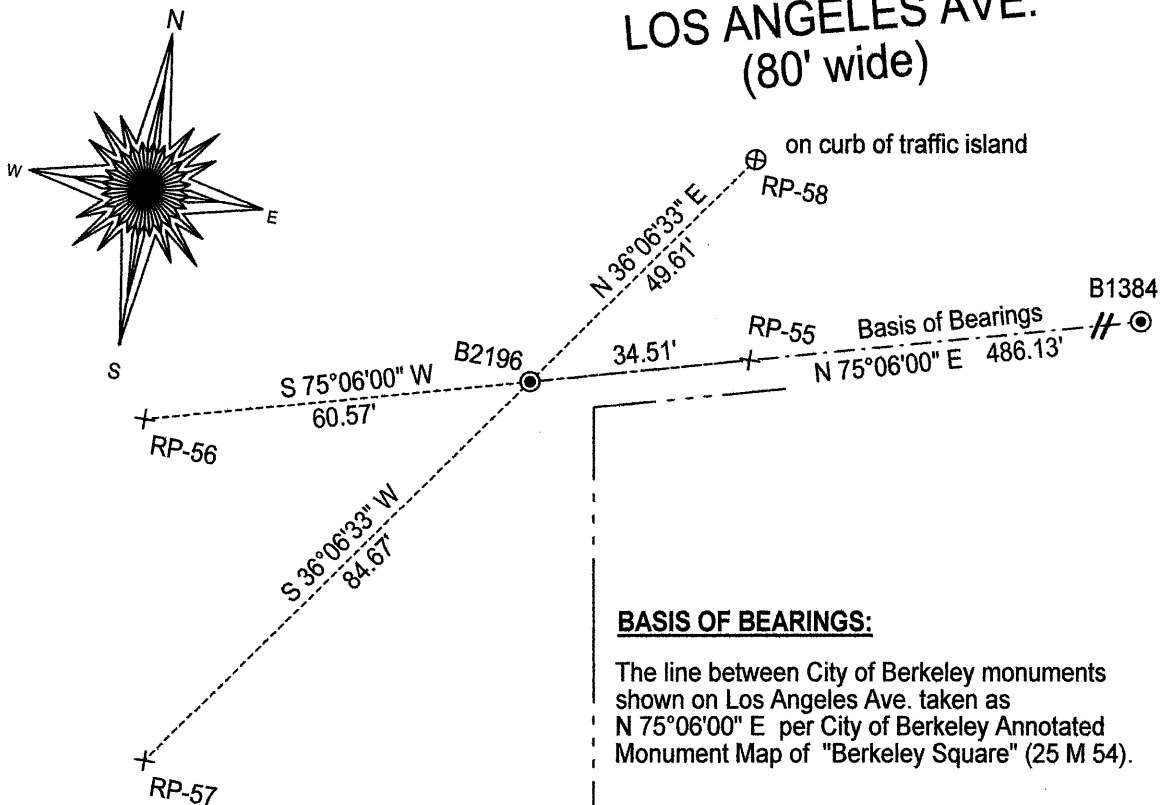 LOS ANGELES AVE.
(80' wide)
N
W
E
S
on curb of traffic island
RP-58
N 36°06'33" E
49.61'
B1384
RP-55
Basis of Bearings
N 75°06'00" E 486.13'
B2196
34.51'
S 75°06'00" W
60.57'
RP-56
S 36°06'33" W
84.67'
RP-57
BASIS OF BEARINGS:
The line between City of Berkeley monuments
shown on Los Angeles Ave. taken as
N 75°06'00" E per City of Berkeley Annotated
Monument Map of "Berkeley Square" (25 M 54).